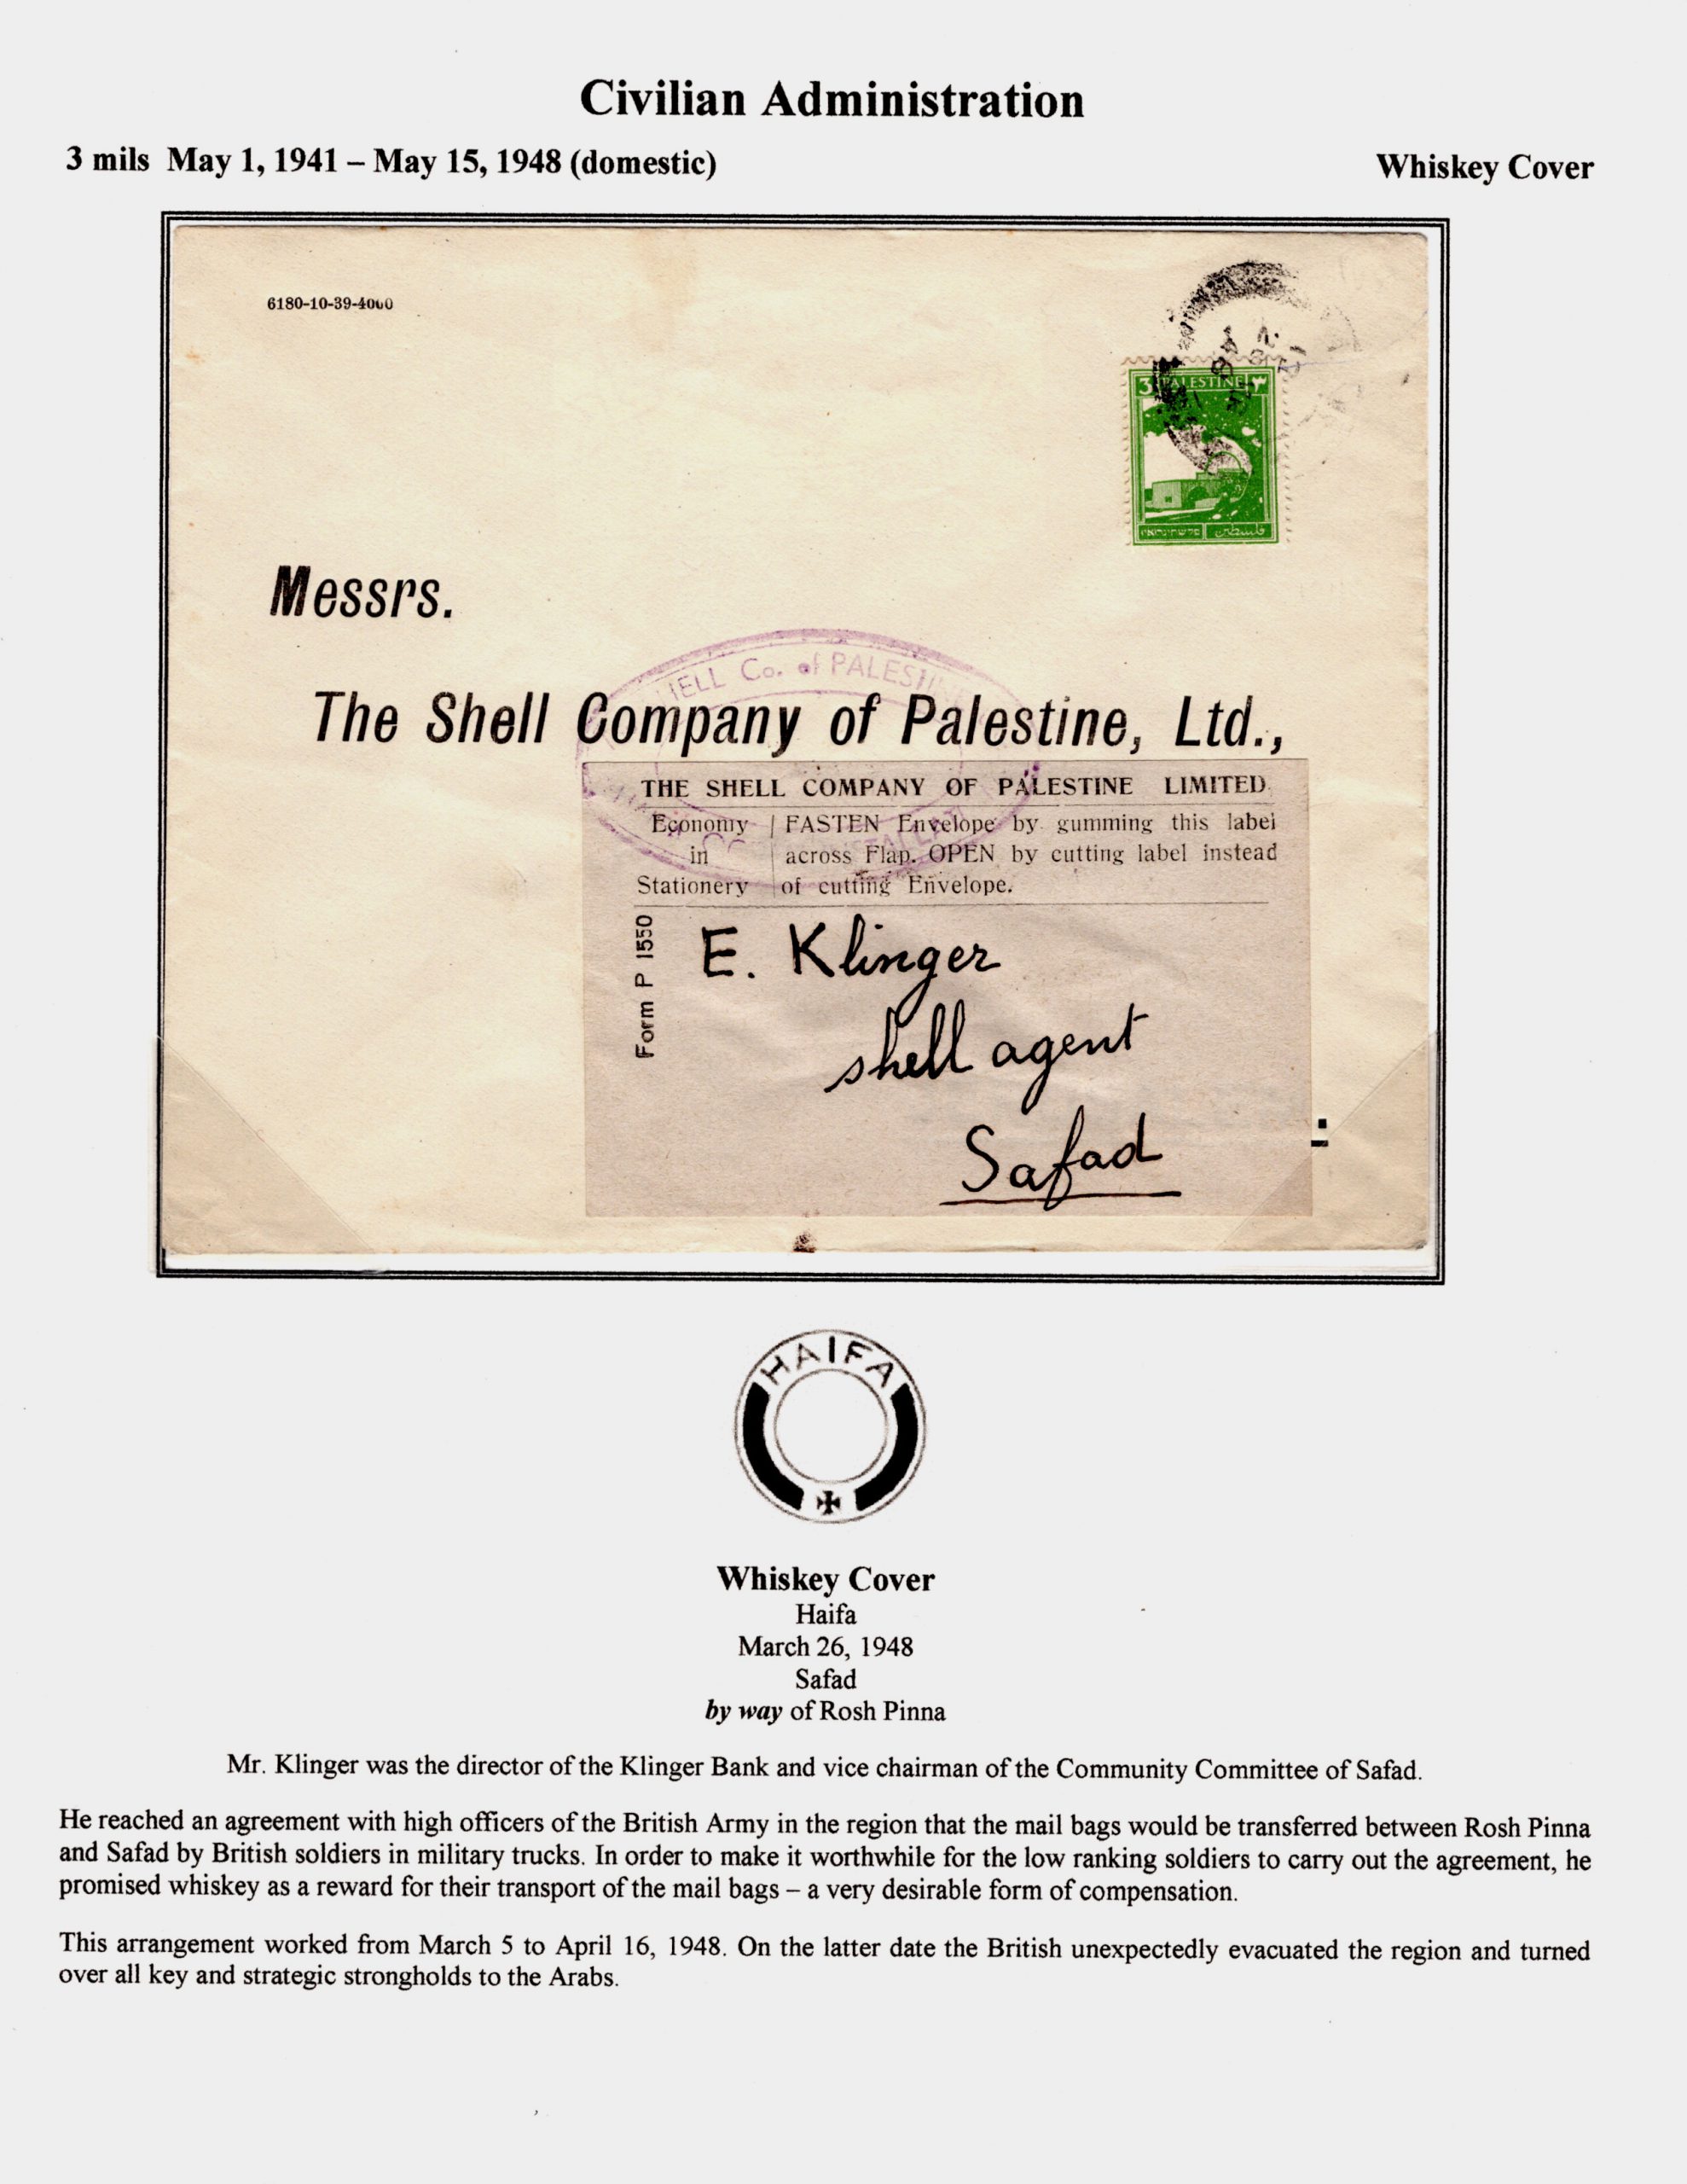 Civilian Administration
3 mils May 1, 1941 – May 15, 1948 (domestic)
Whiskey Cover
6180-10-39-4000
3 PALESTINE ٣
פלשתינה א״י فلسطين
Messrs.
SHELL Co. of PALESTINE
The Shell Company of Palestine, Ltd.,
THE SHELL COMPANY OF PALESTINE LIMITED
Economy in Stationery
FASTEN Envelope by gumming this label
across Flap. OPEN by cutting label instead
of cutting Envelope.
Form P 1550
E. Klinger
shell agent
Safad
HAIFA
Whiskey Cover
Haifa
March 26, 1948
Safad
by way of Rosh Pinna
Mr. Klinger was the director of the Klinger Bank and vice chairman of the Community Committee of Safad.
He reached an agreement with high officers of the British Army in the region that the mail bags would be transferred between Rosh Pinna
and Safad by British soldiers in military trucks. In order to make it worthwhile for the low ranking soldiers to carry out the agreement, he
promised whiskey as a reward for their transport of the mail bags – a very desirable form of compensation.
This arrangement worked from March 5 to April 16, 1948. On the latter date the British unexpectedly evacuated the region and turned
over all key and strategic strongholds to the Arabs.